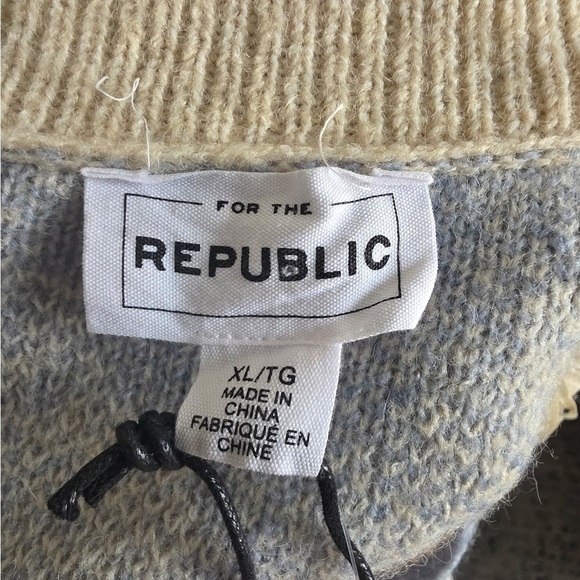 FOR THE
REPUBLIC
XL/TG
MADE IN
CHINA
FABRIQUÉ EN
CHINE